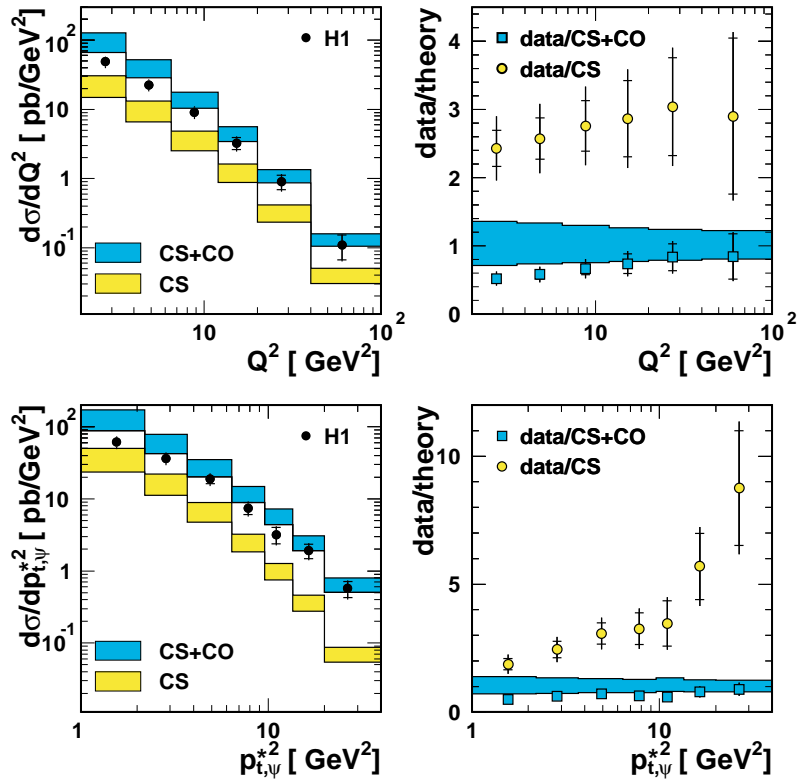 dσ/dQ² [ pb/GeV²]
10²
10
1
10⁻¹
H1
CS+CO
CS
10
10²
Q² [ GeV²]
data/theory
4
2
0
data/CS+CO
data/CS
10
10²
Q² [ GeV²]
dσ/dp*²t,ψ [ pb/GeV²]
10²
10
1
10⁻¹
H1
CS+CO
CS
1
10
p*²t,ψ [ GeV²]
data/theory
10
5
0
data/CS+CO
data/CS
1
10
p*²t,ψ [ GeV²]